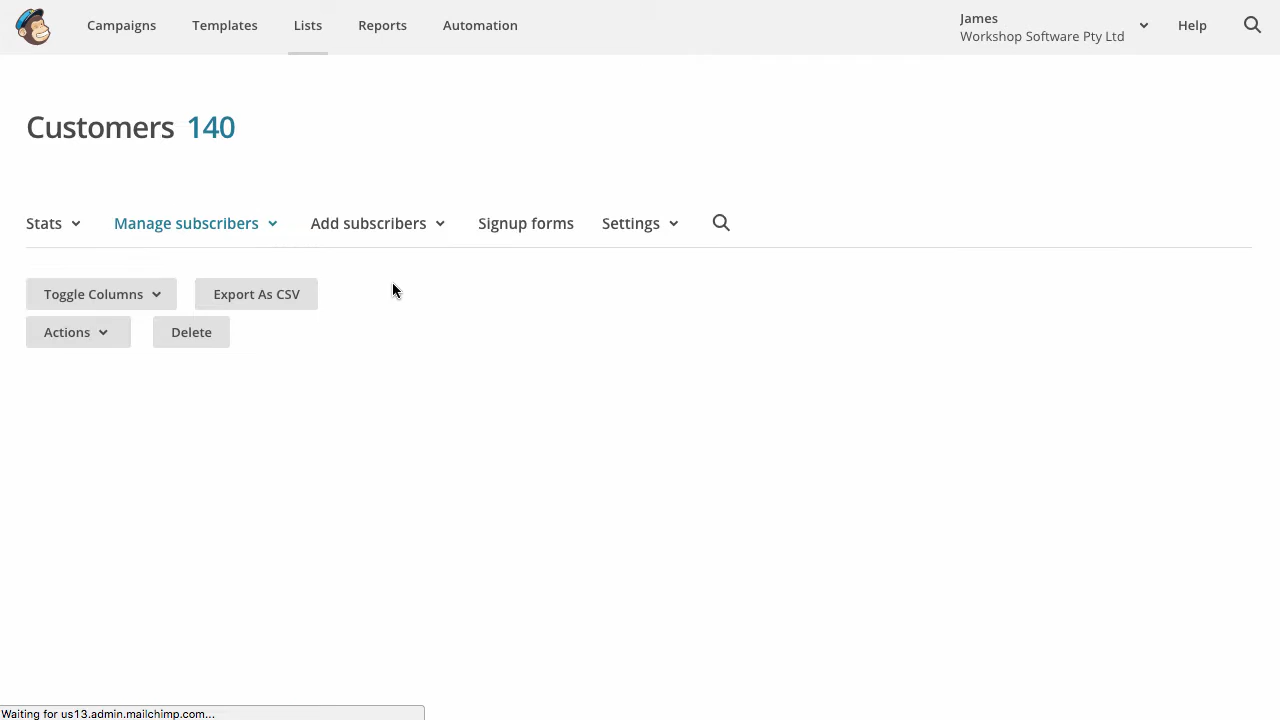 Campaigns Templates Lists Reports Automation
James
Workshop Software Pty Ltd
Help
Customers 140
Stats Manage subscribers Add subscribers Signup forms Settings
Toggle Columns Export As CSV
Actions Delete
Waiting for us13.admin.mailchimp.com...